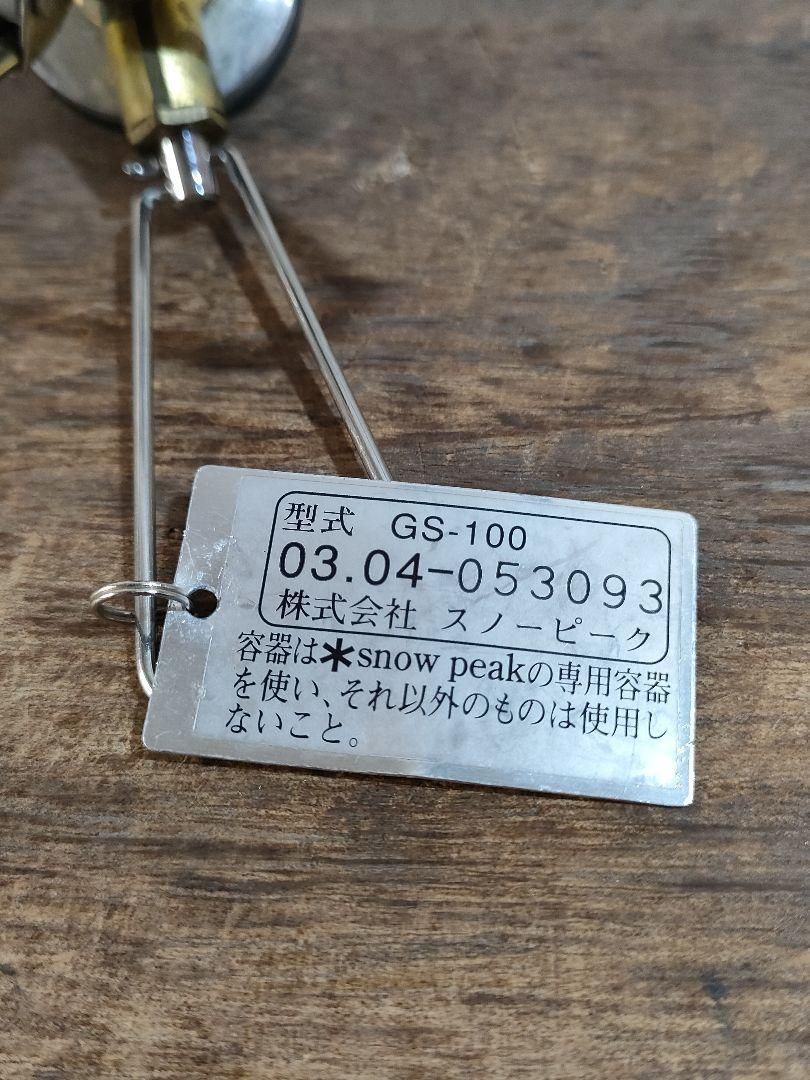 型式 GS-100
03.04-053093
株式会社 スノーピーク
容器は*snow peakの専用容器
を使い、それ以外のものは使用し
ないこと。